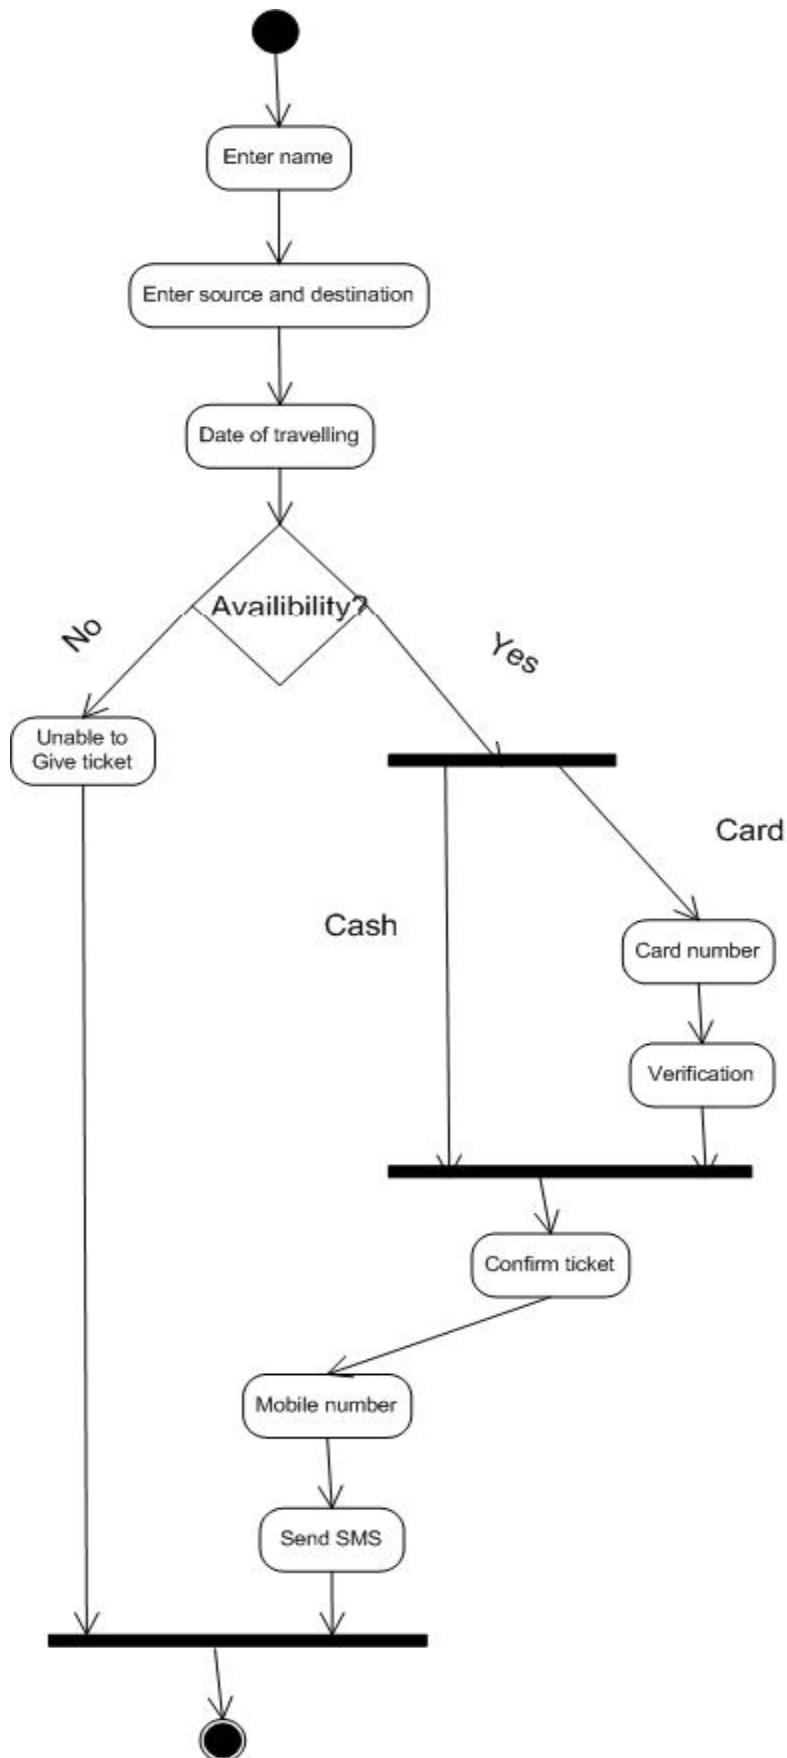 Enter name
Enter source and destination
Date of travelling
Availibility?
No
Yes
Unable to
Give ticket
Card
Cash
Card number
Verification
Confirm ticket
Mobile number
Send SMS